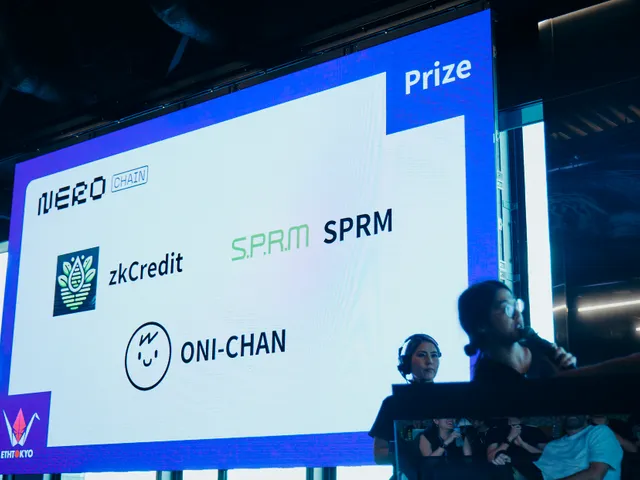 Prize
NERO CHAIN
zkCredit
S.P.R.M SPRM
ONI-CHAN
ETHTOKYO